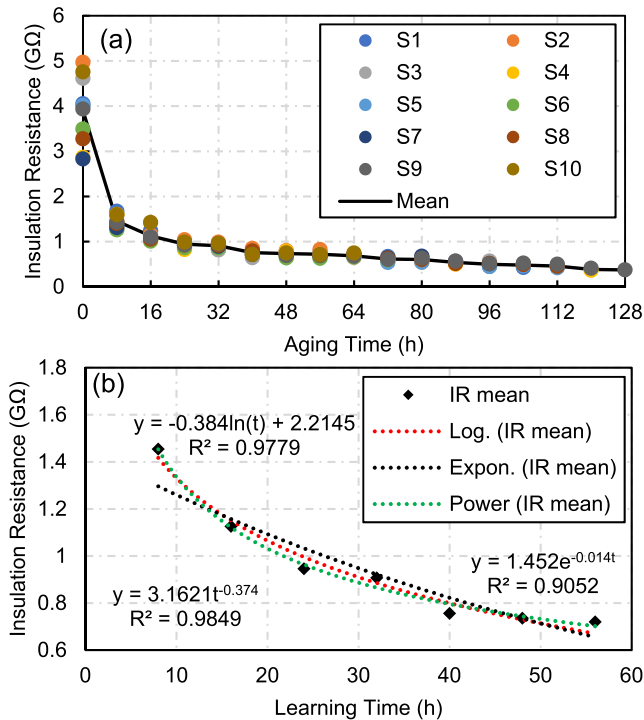 (a)
Insulation Resistance (GΩ)
6
5
4
3
2
1
0
S1 S2
S3 S4
S5 S6
S7 S8
S9 S10
Mean
0 16 32 48 64 80 96 112 128
Aging Time (h)
(b)
Insulation Resistance (GΩ)
1.8
1.6
1.4
1.2
1
0.8
0.6
IR mean
Log. (IR mean)
Expon. (IR mean)
Power (IR mean)
y = -0.384ln(t) + 2.2145
R² = 0.9779
y = 1.452e^-0.014t
R² = 0.9052
y = 3.1621t^-0.374
R² = 0.9849
0 10 20 30 40 50 60
Learning Time (h)